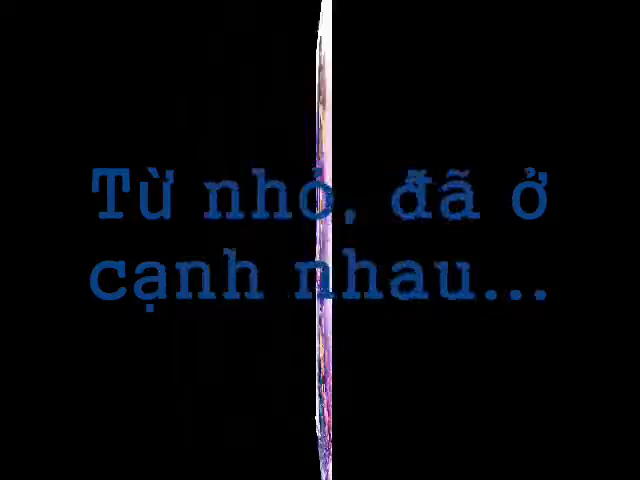 Từ nhỏ, đã ở
cạnh nhau...